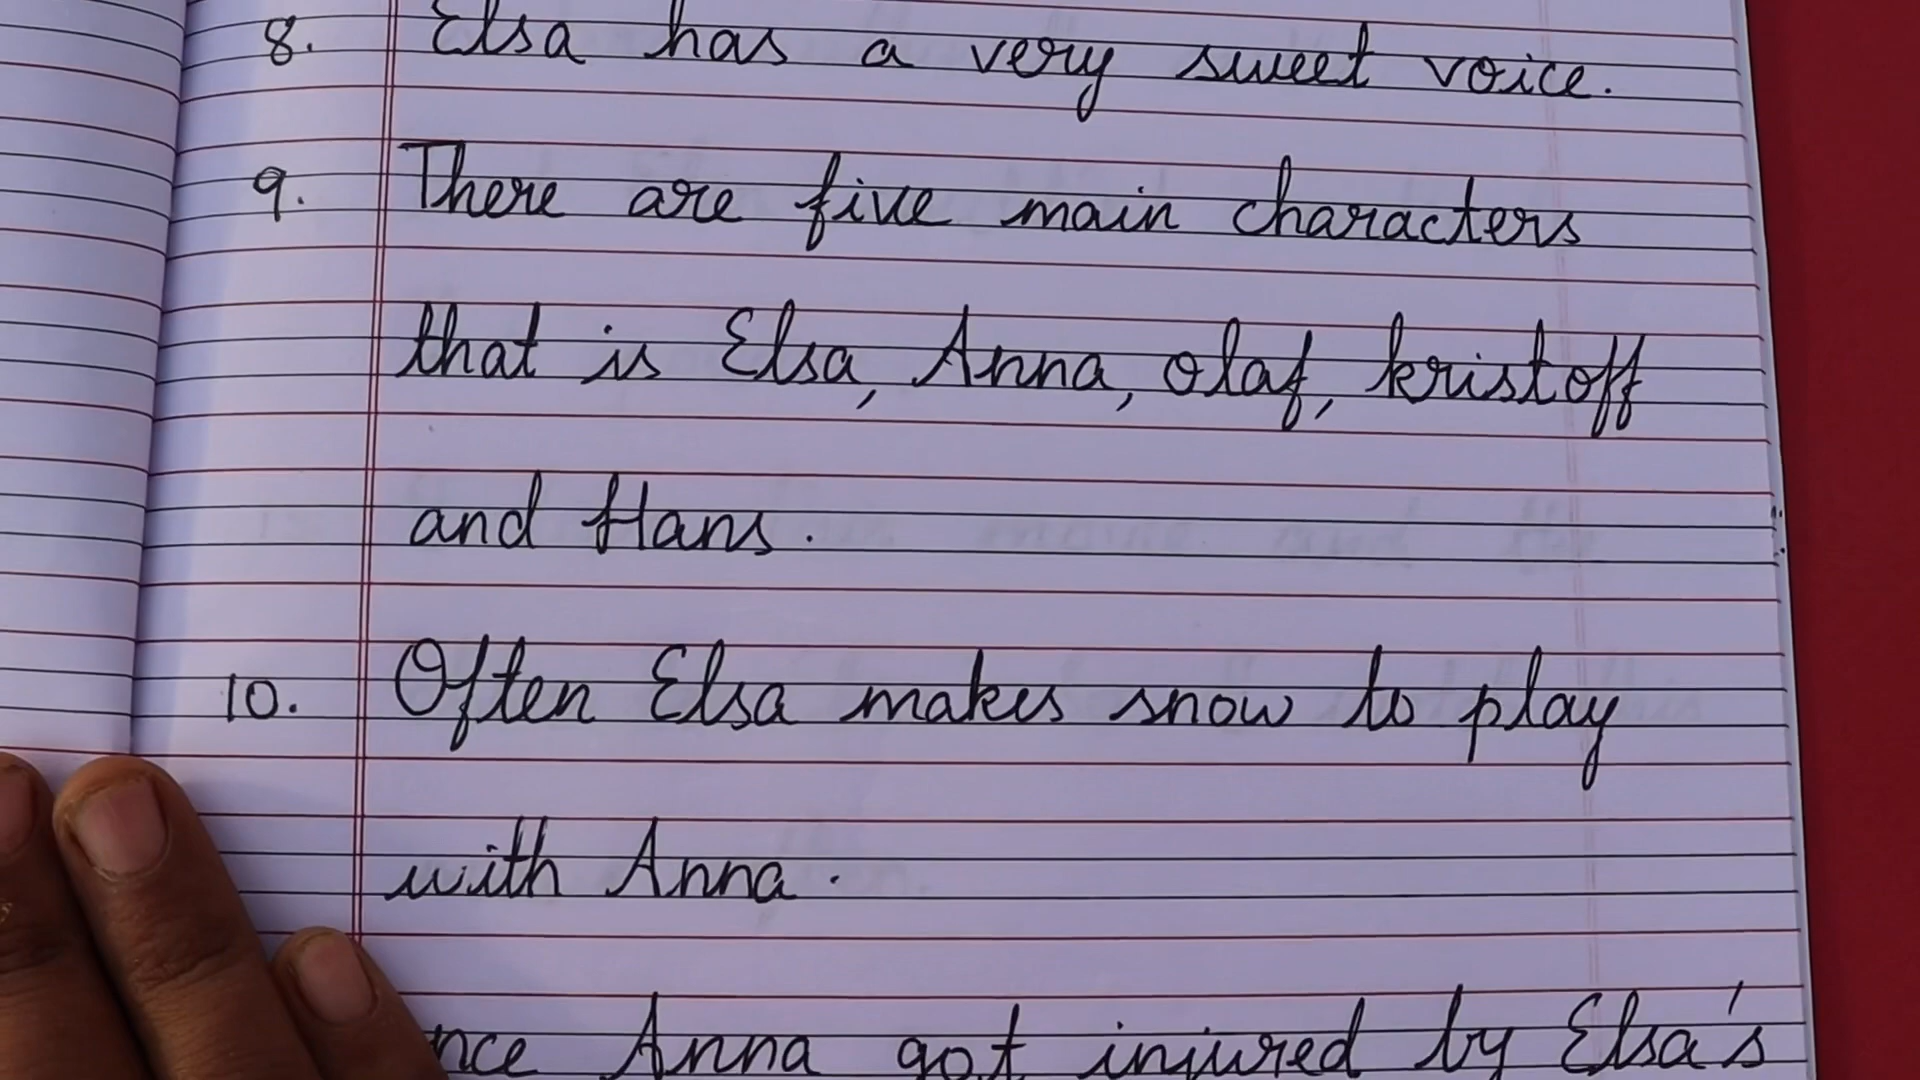 8. Elsa has a very sweet voice.
9. There are five main characters
that is Elsa, Anna, olaf, kristoff
and Hans.
10. Often Elsa makes snow to play
with Anna.
nce Anna got injured by Elsa's